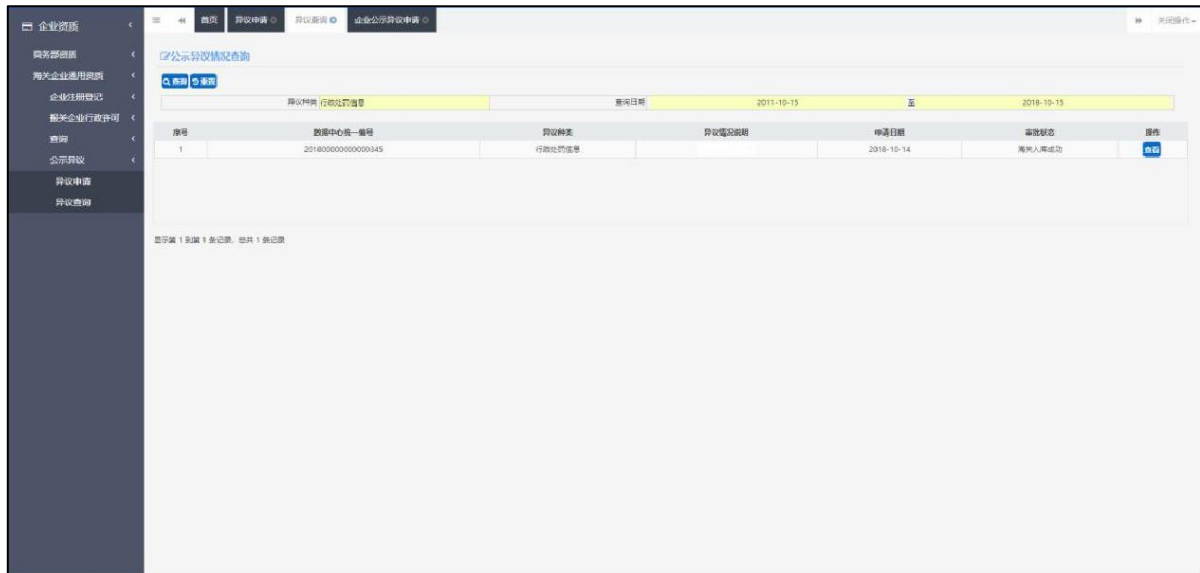 企业资质
商务部资质
海关企业通用资质
企业注册登记
报关企业行政许可
查询
公示异议
异议申请
异议查询
首页 异议申请 异议查询 企业公示异议申请 关闭操作
公示异议情况查询
查询 重置
异议种类 行政处罚信息 查询日期 2011-10-15 至 2018-10-15
序号 数据中心统一编号 异议种类 异议情况说明 申请日期 审批状态 操作
1 201800000000000345 行政处罚信息 2018-10-14 海关入库成功 查看
显示第 1 到第 1 条记录，总共 1 条记录